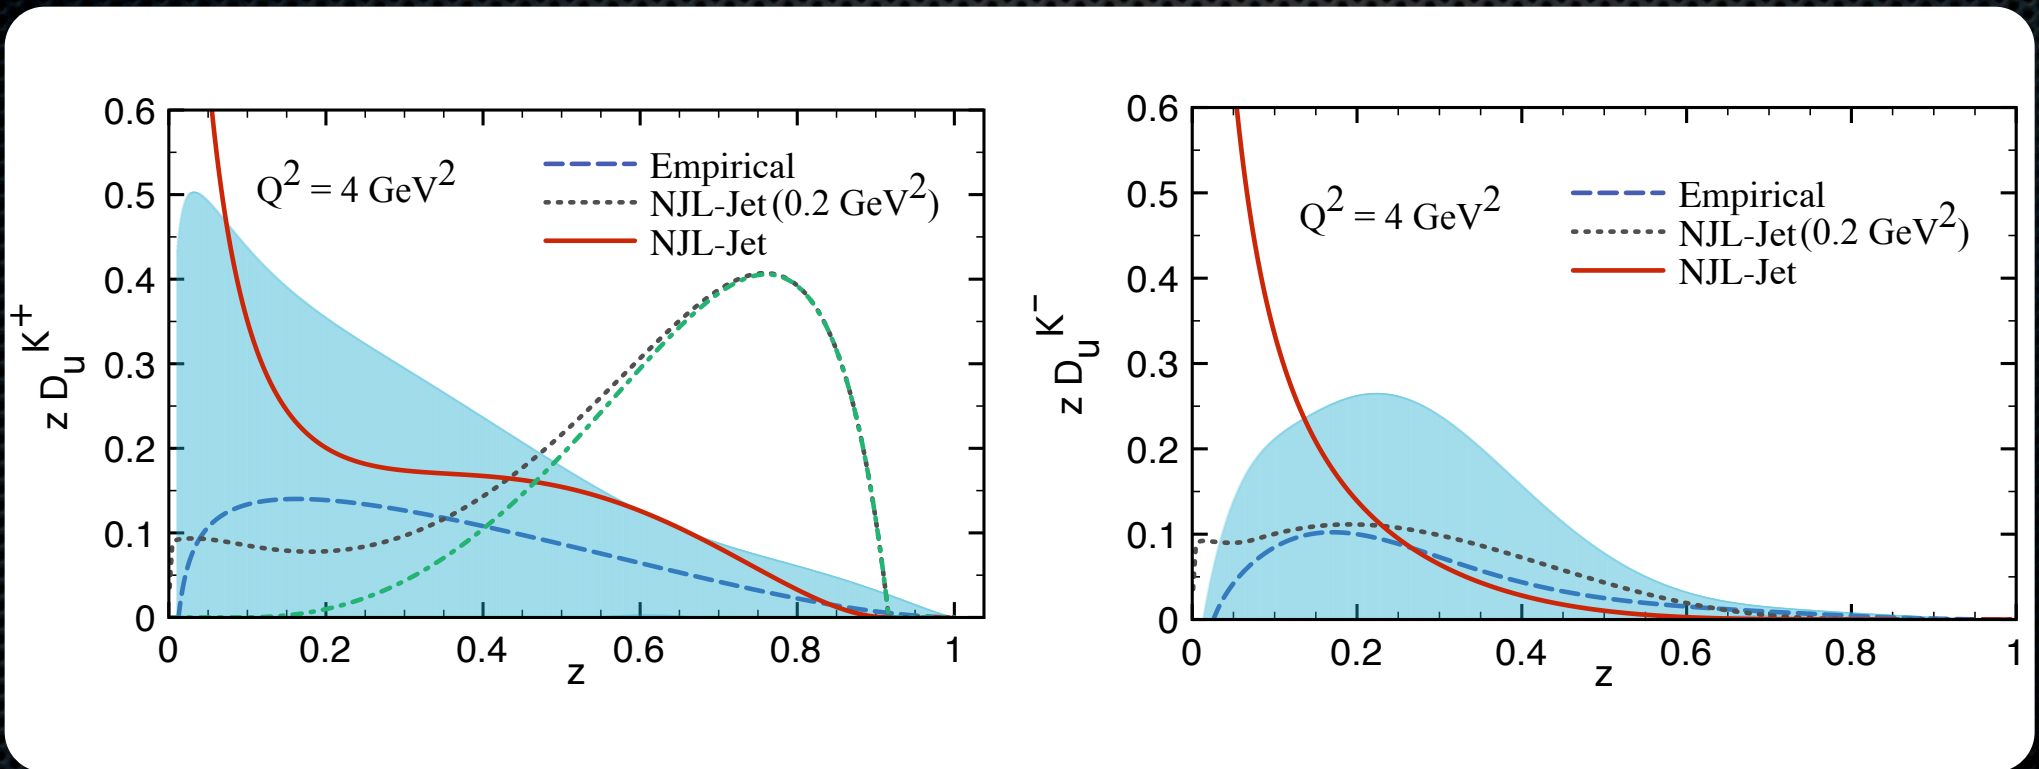 z D_u^{K^+}
0.6
0.5
0.4
0.3
0.2
0.1
0
Q² = 4 GeV²
Empirical
NJL-Jet (0.2 GeV²)
NJL-Jet
0 0.2 0.4 0.6 0.8 1
z
z D_u^{K^-}
0.6
0.5
0.4
0.3
0.2
0.1
0
Q² = 4 GeV²
Empirical
NJL-Jet (0.2 GeV²)
NJL-Jet
0 0.2 0.4 0.6 0.8 1
z